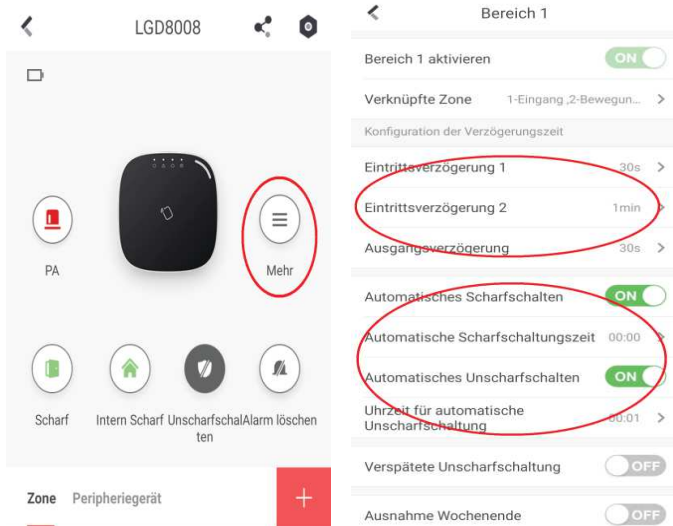 LGD8008
PA
Mehr
Scharf
Intern Scharf
Unscharfschal
ten
Alarm löschen
Zone Peripheriegerät
Bereich 1
Bereich 1 aktivieren ON
Verknüpfte Zone 1-Eingang ,2-Bewegun...
Konfiguration der Verzögerungszeit
Eintrittsverzögerung 1 30s
Eintrittsverzögerung 2 1min
Ausgangsverzögerung 30s
Automatisches Scharfschalten ON
Automatische Scharfschaltungszeit 00:00
Automatisches Unscharfschalten ON
Uhrzeit für automatische
Unscharfschaltung 00:01
Verspätete Unscharfschaltung OFF
Ausnahme Wochenende OFF